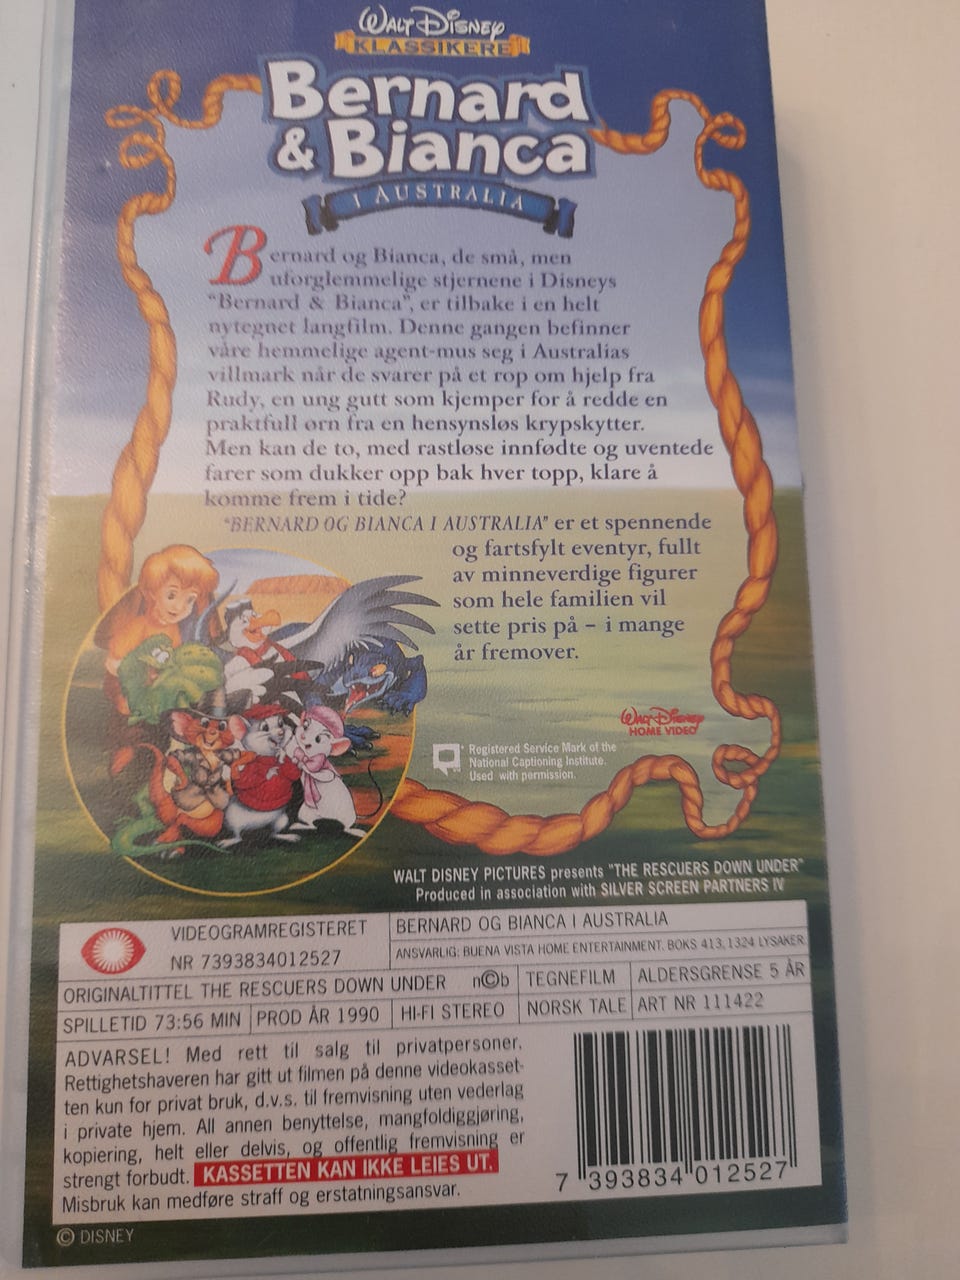 WALT DISNEY
KLASSIKERE
Bernard
& Bianca
I AUSTRALIA
Bernard og Bianca, de små, men
uforglemmelige stjernene i Disneys
"Bernard & Bianca", er tilbake i en helt
nytegnet langfilm. Denne gangen befinner
våre hemmelige agent-mus seg i Australias
villmark når de svarer på et rop om hjelp fra
Rudy, en ung gutt som kjemper for å redde en
praktfull ørn fra en hensynsløs krypskytter.
Men kan de to, med rastløse innfødte og uventede
farer som dukker opp bak hver topp, klare å
komme frem i tide?
"BERNARD OG BIANCA I AUSTRALIA" er et spennende
og fartsfylt eventyr, fullt
av minneverdige figurer
som hele familien vil
sette pris på – i mange
år fremover.
WALT DISNEY
HOME VIDEO
Registered Service Mark of the
National Captioning Institute.
Used with permission.
WALT DISNEY PICTURES presents "THE RESCUERS DOWN UNDER"
Produced in association with SILVER SCREEN PARTNERS IV
VIDEOGRAMREGISTERET
NR 7393834012527
BERNARD OG BIANCA I AUSTRALIA
ANSVARLIG: BUENA VISTA HOME ENTERTAINMENT. BOKS 413, 1324 LYSAKER.
ORIGINALTITTEL THE RESCUERS DOWN UNDER n©b TEGNEFILM ALDERSGRENSE 5 ÅR
SPILLETID 73:56 MIN PROD ÅR 1990 HI-FI STEREO NORSK TALE ART NR 111422
ADVARSEL! Med rett til salg til privatpersoner.
Rettighetshaveren har gitt ut filmen på denne videokasset-
ten kun for privat bruk, d.v.s. til fremvisning uten vederlag
i private hjem. All annen benyttelse, mangfoldiggjøring,
kopiering, helt eller delvis, og offentlig fremvisning er
strengt forbudt. KASSETTEN KAN IKKE LEIES UT.
Misbruk kan medføre straff og erstatningsansvar.
7 393834 012527
© DISNEY